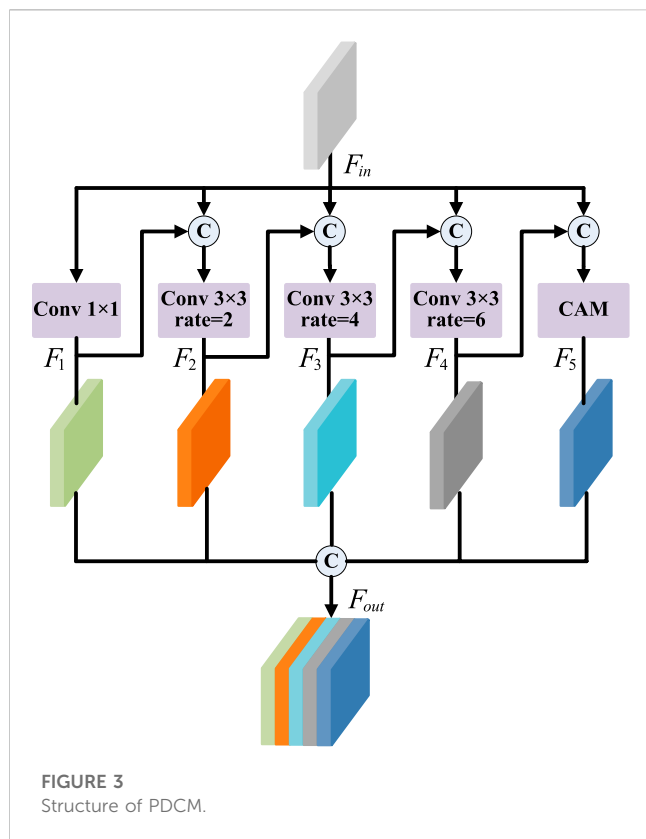 F_in
C C C C
Conv 1×1
Conv 3×3
rate=2
Conv 3×3
rate=4
Conv 3×3
rate=6
CAM
F_1 F_2 F_3 F_4 F_5
C
F_out
FIGURE 3
Structure of PDCM.